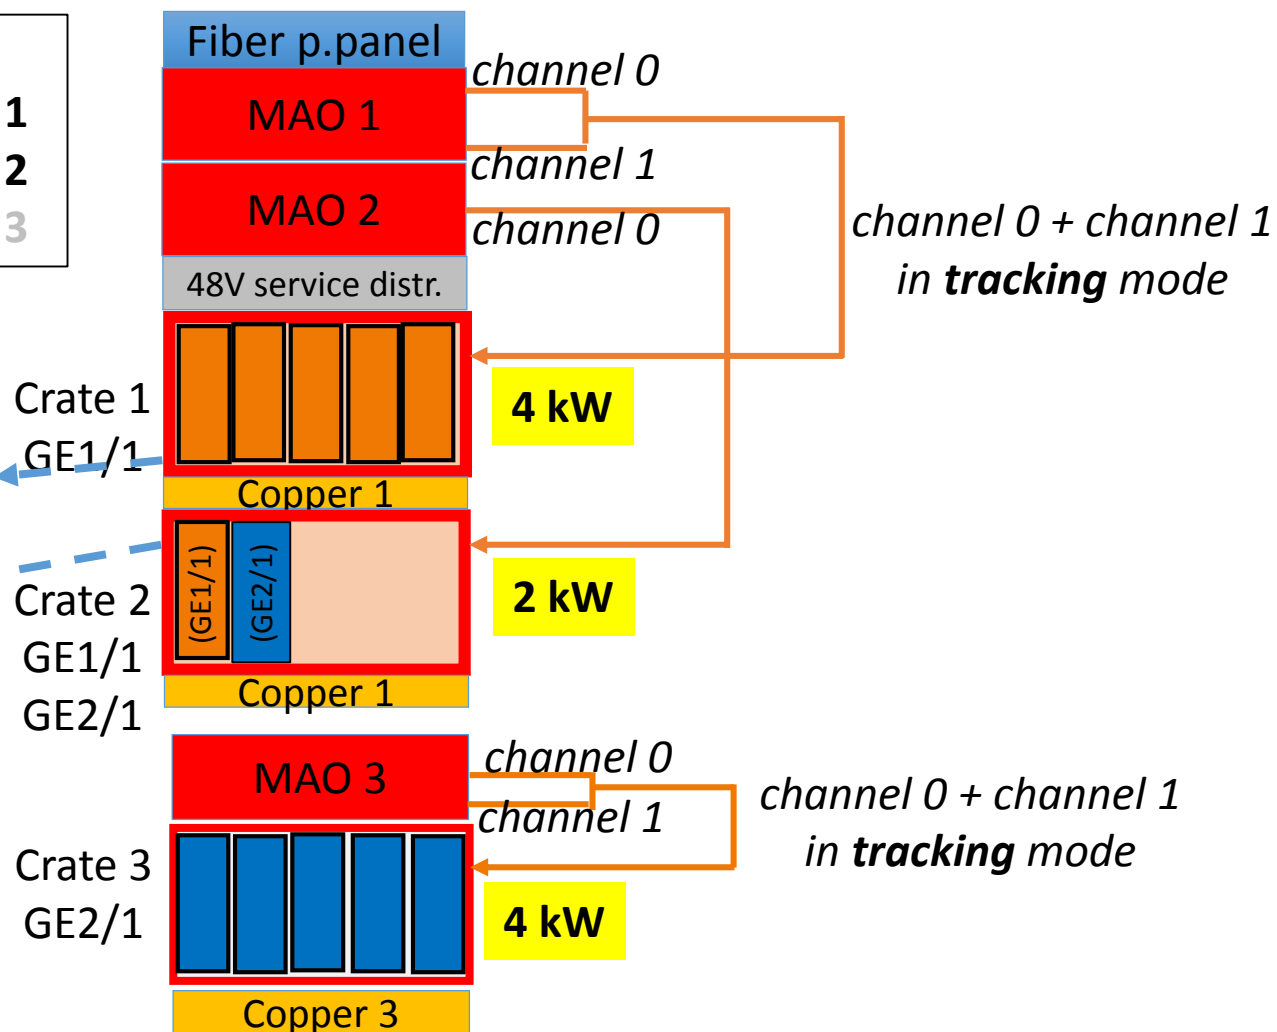 1
2
3
Fiber p.panel
MAO 1
channel 0
channel 1
MAO 2
channel 0
channel 0 + channel 1
in tracking mode
48V service distr.
Crate 1
GE1/1
4 kW
Copper 1
(GE1/1)
(GE2/1)
Crate 2
GE1/1
GE2/1
2 kW
Copper 1
MAO 3
channel 0
channel 1
channel 0 + channel 1
in tracking mode
Crate 3
GE2/1
4 kW
Copper 3